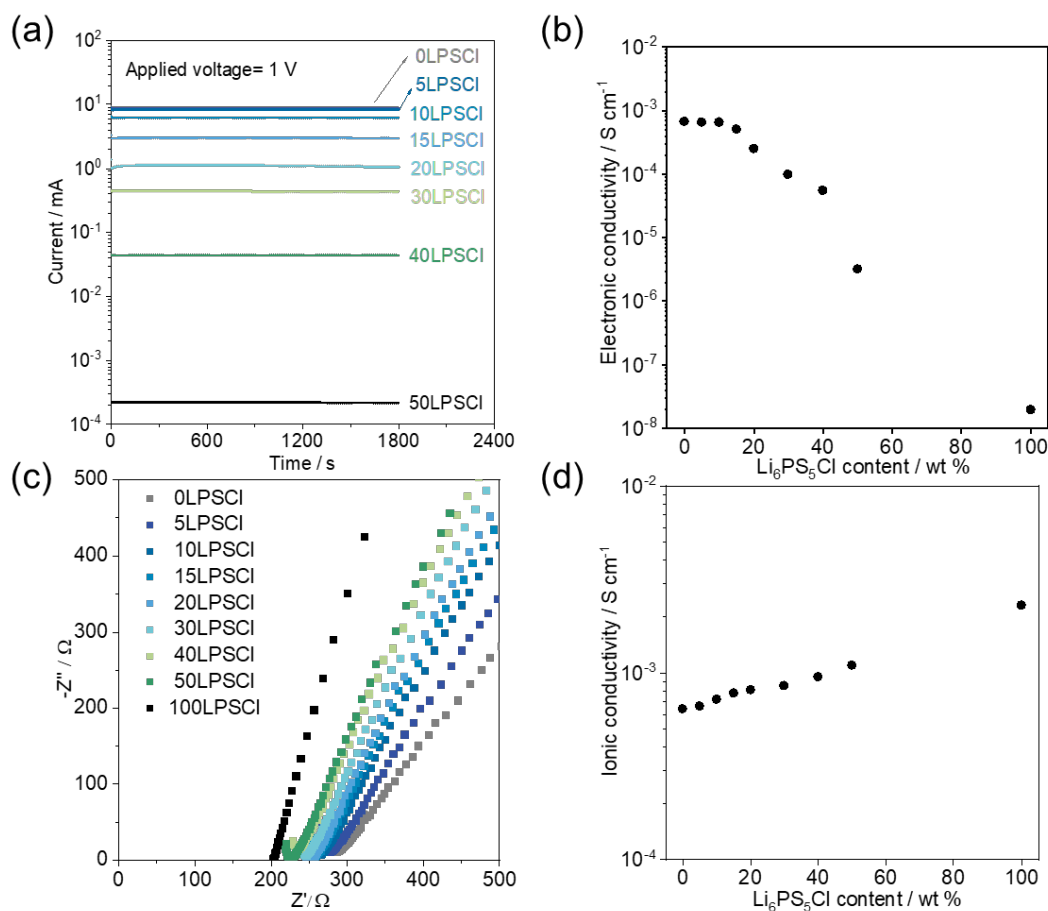 (a)
Current / mA
10²
10¹
10⁰
10⁻¹
10⁻²
10⁻³
10⁻⁴
Applied voltage= 1 V
0LPSCl
5LPSCl
10LPSCl
15LPSCl
20LPSCl
30LPSCl
40LPSCl
50LPSCl
0 600 1200 1800 2400
Time / s
(b)
Electronic conductivity / S cm⁻¹
10⁻²
10⁻³
10⁻⁴
10⁻⁵
10⁻⁶
10⁻⁷
10⁻⁸
0 20 40 60 80 100
Li₆PS₅Cl content / wt %
(c)
-Z'' / Ω
500
400
300
200
100
0
0LPSCl
5LPSCl
10LPSCl
15LPSCl
20LPSCl
30LPSCl
40LPSCl
50LPSCl
100LPSCl
0 100 200 300 400 500
Z'/Ω
(d)
Ionic conductivity / S cm⁻¹
10⁻²
10⁻³
10⁻⁴
0 20 40 60 80 100
Li₆PS₅Cl content / wt %